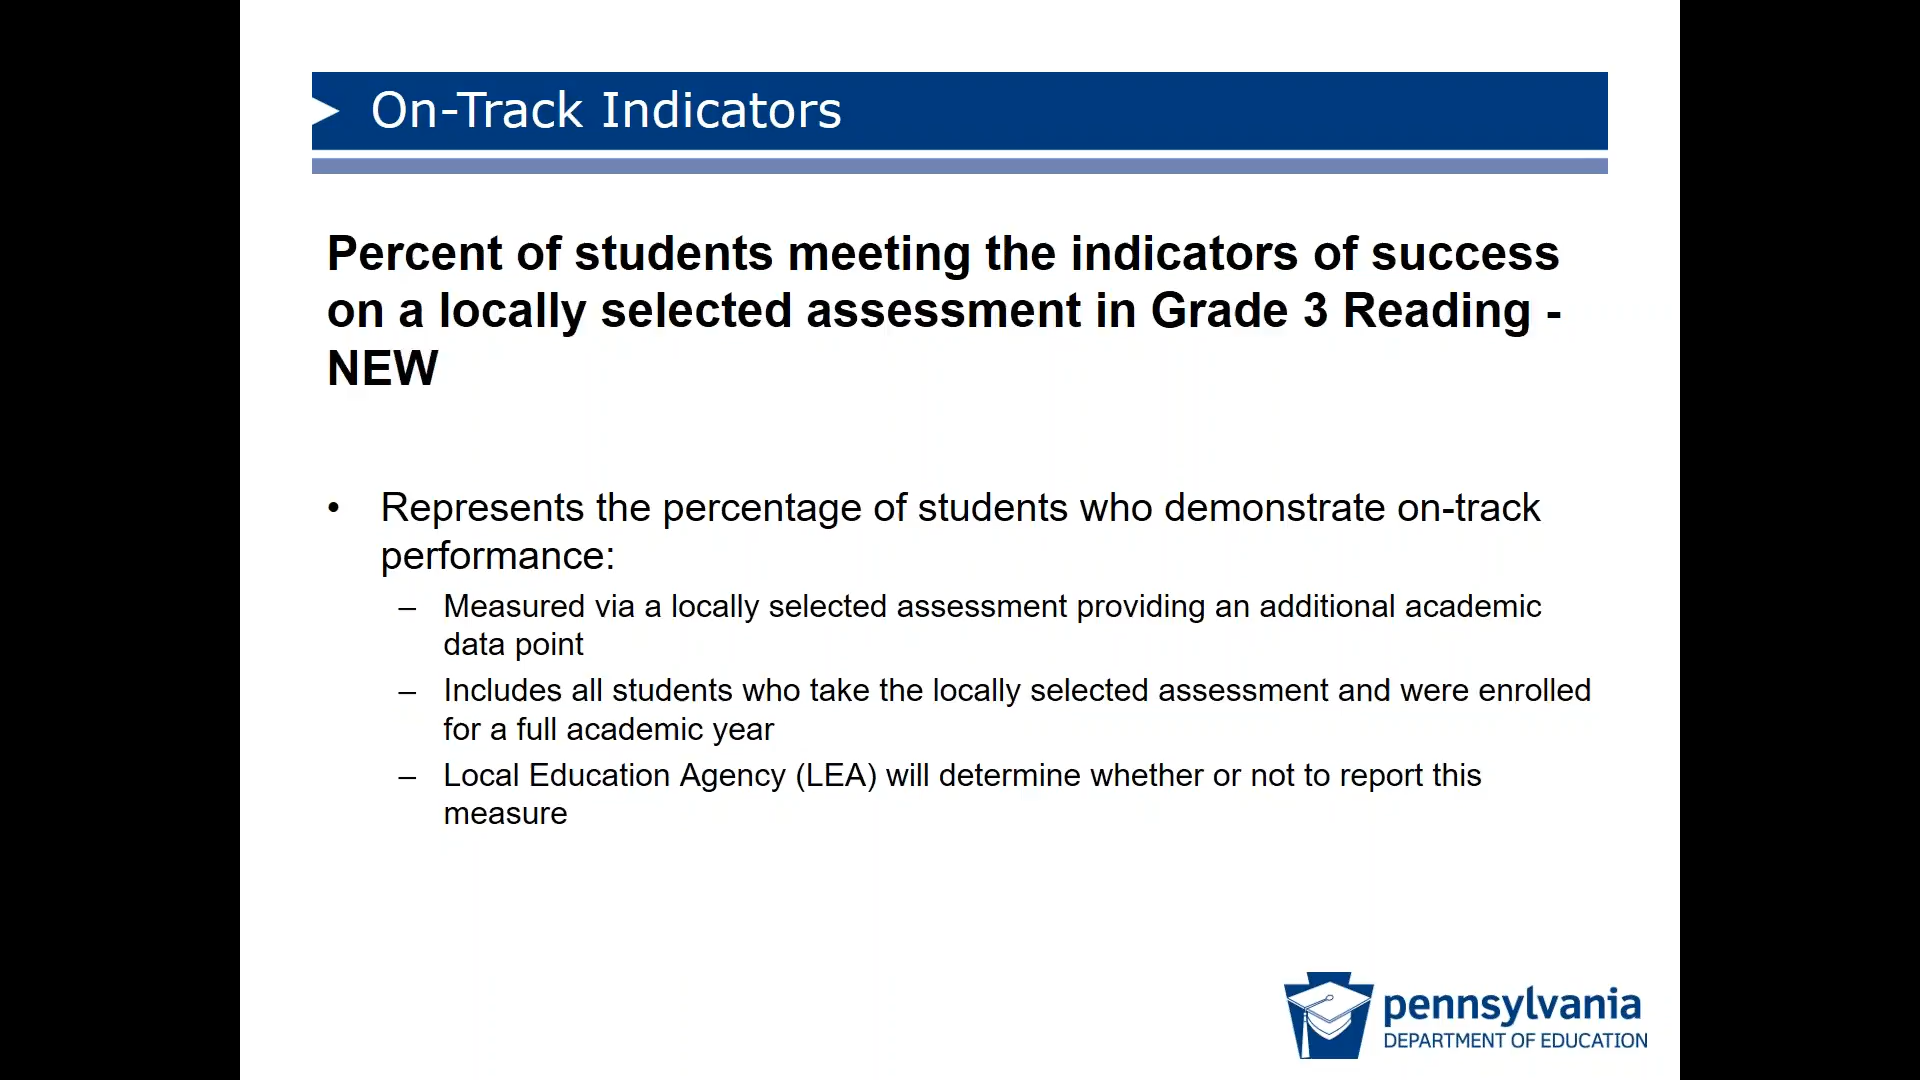 On-Track Indicators
Percent of students meeting the indicators of success
on a locally selected assessment in Grade 3 Reading -
NEW
• Represents the percentage of students who demonstrate on-track
performance:
– Measured via a locally selected assessment providing an additional academic
data point
– Includes all students who take the locally selected assessment and were enrolled
for a full academic year
– Local Education Agency (LEA) will determine whether or not to report this
measure
pennsylvania
DEPARTMENT OF EDUCATION